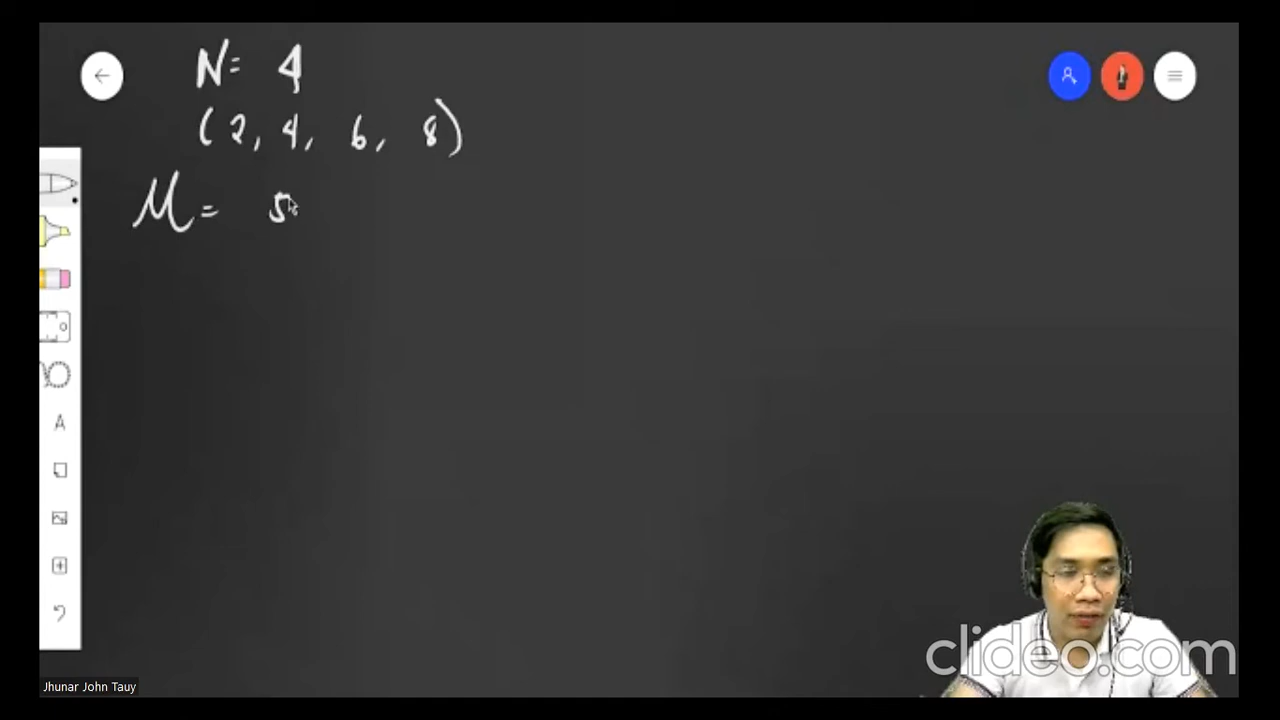 N= 4
(2, 4, 6, 8)
M= 5
A
clideo.com
Jhunar John Tauy